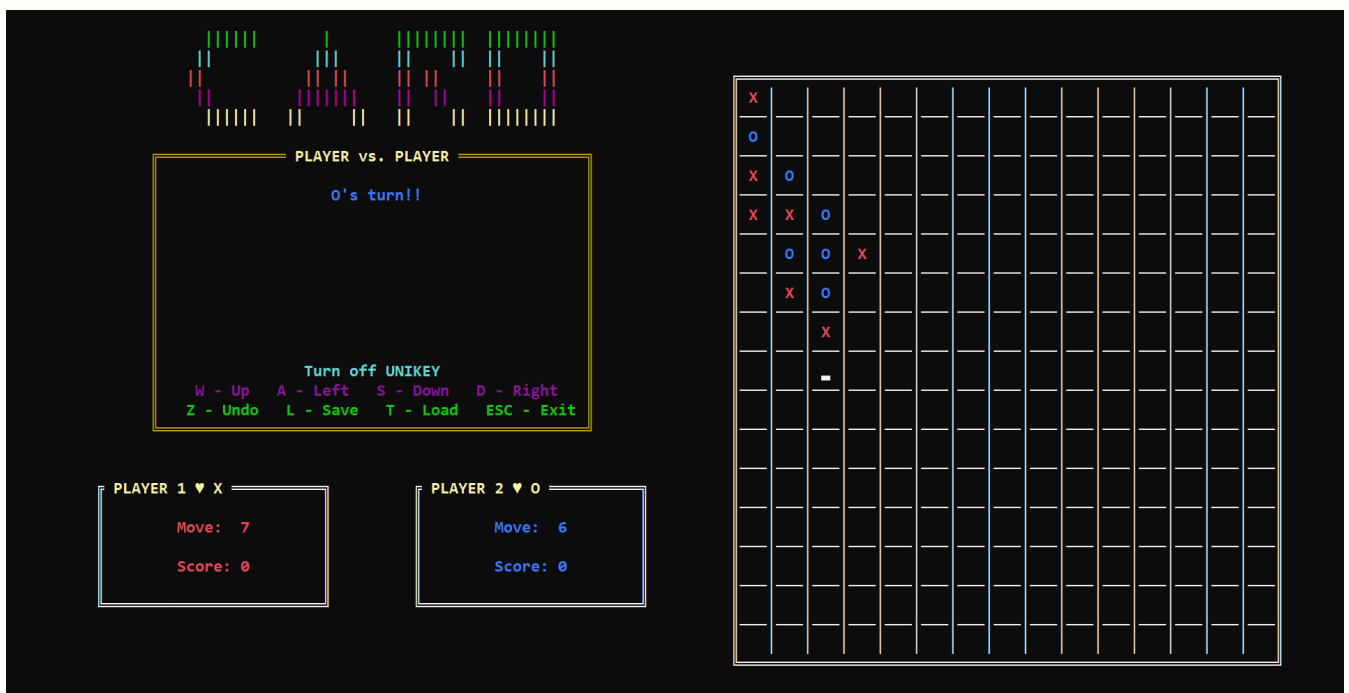 CARO
PLAYER vs. PLAYER
O's turn!!
Turn off UNIKEY
W - Up A - Left S - Down D - Right
Z - Undo L - Save T - Load ESC - Exit
PLAYER 1 ♥ X
Move: 7
Score: 0
PLAYER 2 ♥ O
Move: 6
Score: 0
X
O
X O
X X O
O O X
X O
X